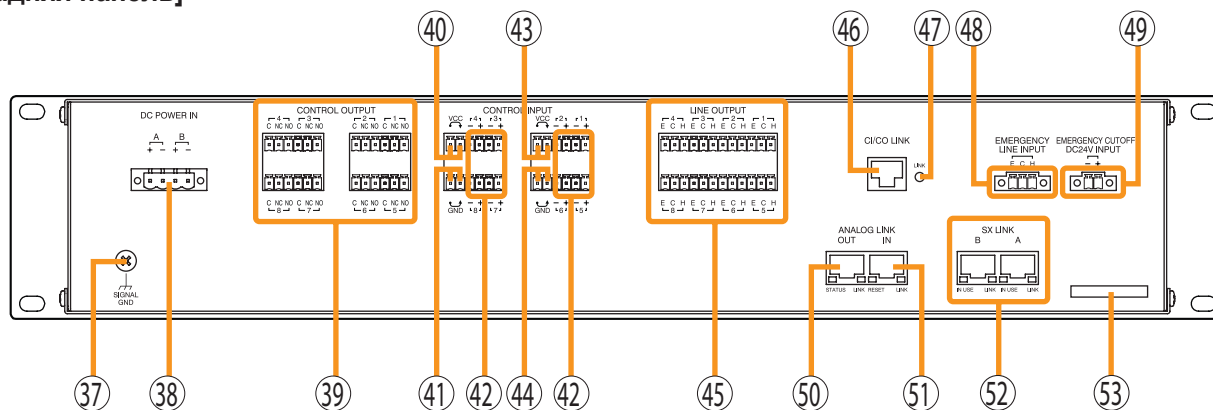 адняя панель]
40 43 46 47 48 49
DC POWER IN
A B
+ − + −
CONTROL OUTPUT
4 3 2 1
C NC NO C NC NO C NC NO C NC NO
C NC NO C NC NO C NC NO C NC NO
8 7 6 5
CONTROL INPUT
VCC 4 3 VCC 2 1
− + − + − + − +
− + − + − + − +
GND 8 7 GND 6 5
LINE OUTPUT
4 3 2 1
E C H E C H E C H E C H
E C H E C H E C H E C H
8 7 6 5
CI/CO LINK
LINK
EMERGENCY
LINE INPUT
E C H
EMERGENCY CUTOFF
DC24V INPUT
− +
SIGNAL
GND
ANALOG LINK
OUT IN
STATUS LINK RESET LINK
SX LINK
B A
IN USE LINK IN USE LINK
37 38 39 41 42 44 42 45 50 51 52 53